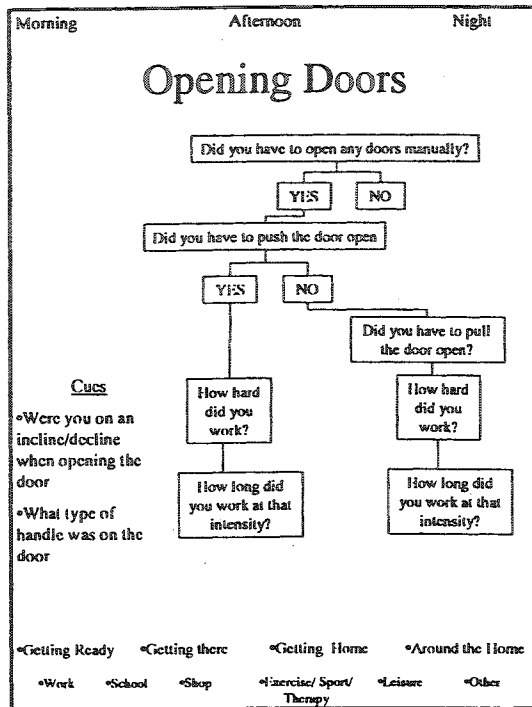 Morning Afternoon Night
Opening Doors
Did you have to open any doors manually?
YES NO
Did you have to push the door open
YES NO
Did you have to pull
the door open?
Cues
•Were you on an
incline/decline
when opening the
door
•What type of
handle was on the
door
How hard
did you
work?
How long did
you work at that
intensity?
How hard
did you
work?
How long did
you work at that
intensity?
•Getting Ready •Getting there •Getting Home •Around the Home
•Work •School •Shop •Exercise/ Sport/
Therapy •Leisure •Other